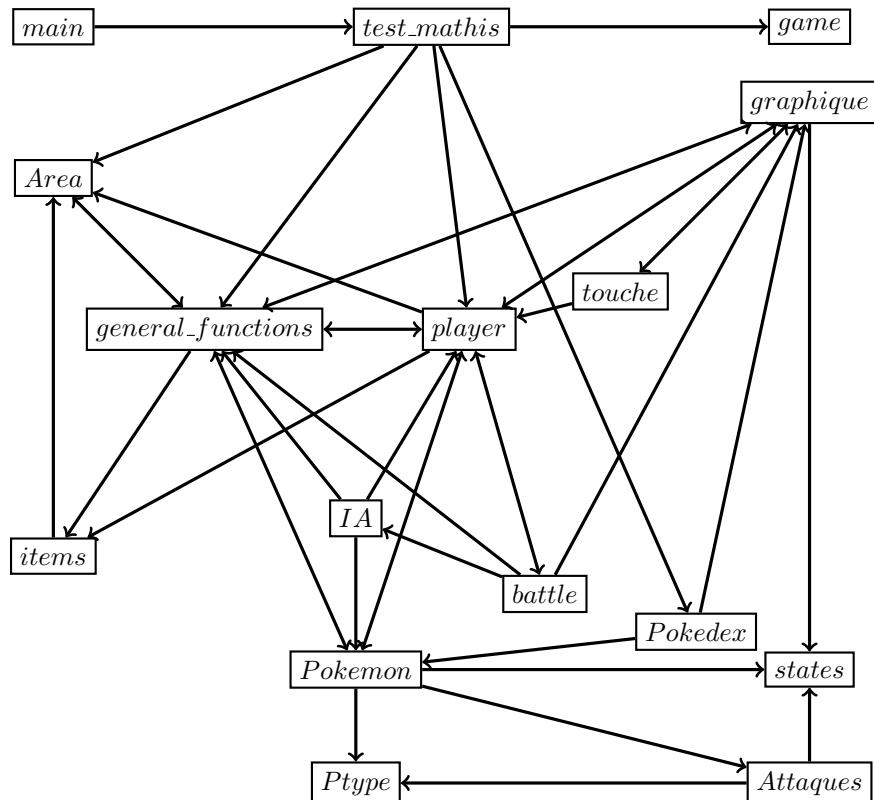 main
test_mathis
game
graphique
Area
touche
general_functions
player
IA
items
battle
Pokedex
Pokemon
states
Ptype
Attaques